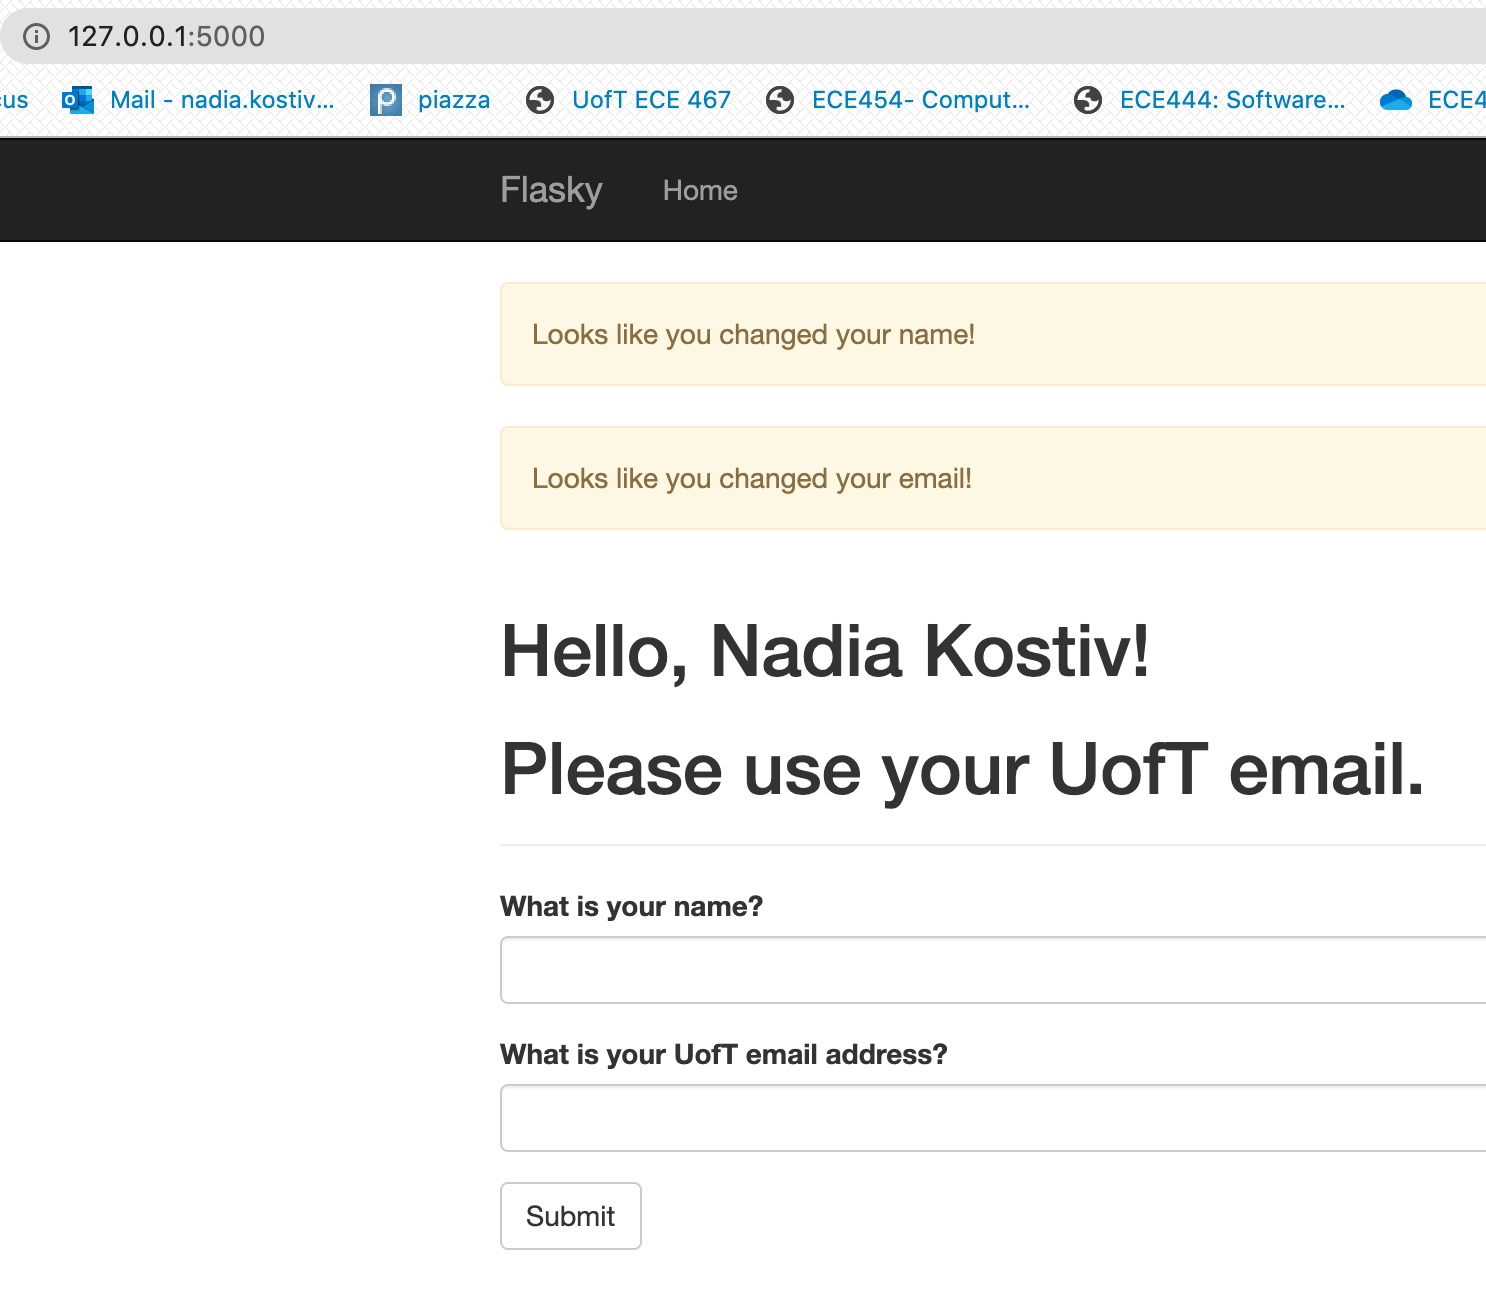 127.0.0.1:5000
cus Mail - nadia.kostiv... piazza UofT ECE 467 ECE454- Comput... ECE444: Software... ECE4
Flasky Home
Looks like you changed your name!
Looks like you changed your email!
Hello, Nadia Kostiv!
Please use your UofT email.
What is your name?
What is your UofT email address?
Submit